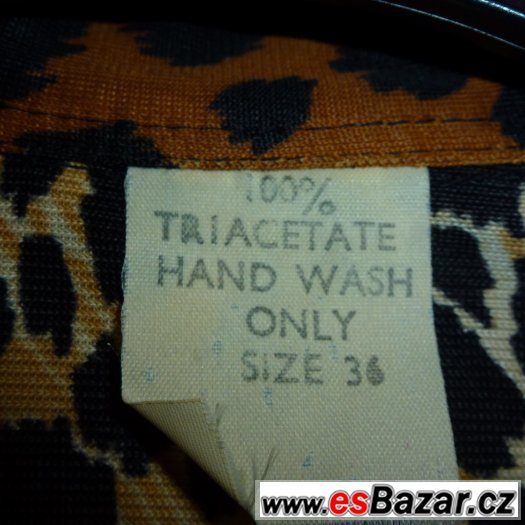 100%
TRIACETATE
HAND WASH
ONLY
SIZE 36
www.esBazar.cz